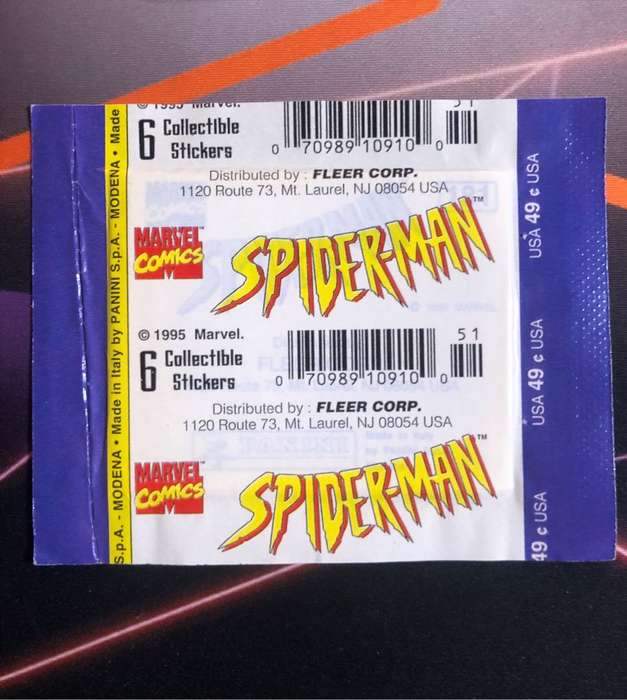 © 1995 Marvel.
6 Collectible
Stickers
51
0 70989 10910 0
Distributed by : FLEER CORP.
1120 Route 73, Mt. Laurel, NJ 08054 USA
MARVEL
COMICS
SPIDER-MAN™
© 1995 Marvel.
6 Collectible
Stickers
51
0 70989 10910 0
Distributed by : FLEER CORP.
1120 Route 73, Mt. Laurel, NJ 08054 USA
MARVEL
COMICS
SPIDER-MAN™
S.p.A. - MODENA • Made in Italy by PANINI S.p.A. - MODENA • Made
49 ¢ USA
USA 49 ¢ USA
USA 49 ¢ USA